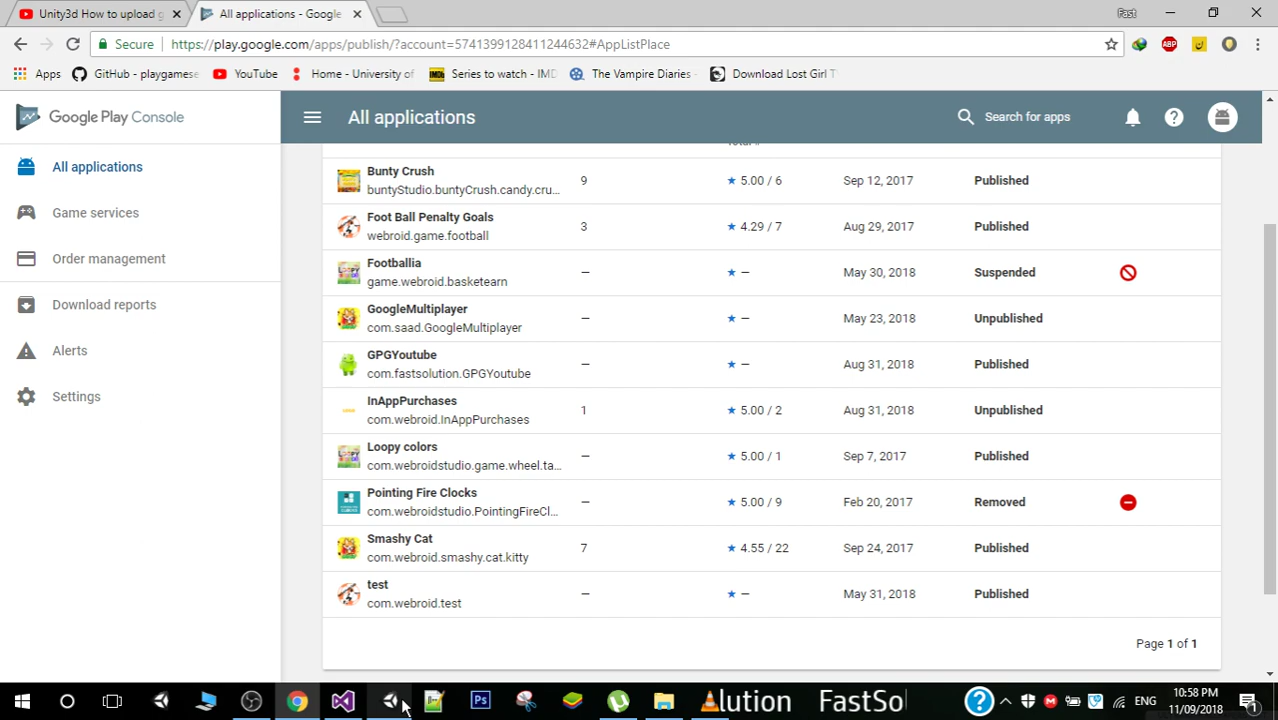 Unity3d How to upload g
All applications - Google
Fast
Secure
https://play.google.com/apps/publish/?account=5741399128411244632#AppListPlace
ABP
Apps
GitHub - playgamese
YouTube
Home - University of
IMDb
Series to watch - IMD
The Vampire Diaries -
Download Lost Girl T
Google Play Console
All applications
Search for apps
All applications
Game services
Order management
Download reports
Alerts
Settings
Bunty Crush
buntyStudio.buntyCrush.candy.cru...
9
★ 5.00 / 6
Sep 12, 2017
Published
Foot Ball Penalty Goals
webroid.game.football
3
★ 4.29 / 7
Aug 29, 2017
Published
Footballia
game.webroid.basketearn
–
★ –
May 30, 2018
Suspended
GoogleMultiplayer
com.saad.GoogleMultiplayer
–
★ –
May 23, 2018
Unpublished
GPGYoutube
com.fastsolution.GPGYoutube
–
★ –
Aug 31, 2018
Published
InAppPurchases
com.webroid.InAppPurchases
1
★ 5.00 / 2
Aug 31, 2018
Unpublished
Loopy colors
com.webroidstudio.game.wheel.ta...
–
★ 5.00 / 1
Sep 7, 2017
Published
Pointing Fire Clocks
com.webroidstudio.PointingFireCl...
–
★ 5.00 / 9
Feb 20, 2017
Removed
Smashy Cat
com.webroid.smashy.cat.kitty
7
★ 4.55 / 22
Sep 24, 2017
Published
test
com.webroid.test
–
★ –
May 31, 2018
Published
Page 1 of 1
Ps
lution
FastSo
ENG
10:58 PM
11/09/2018
1